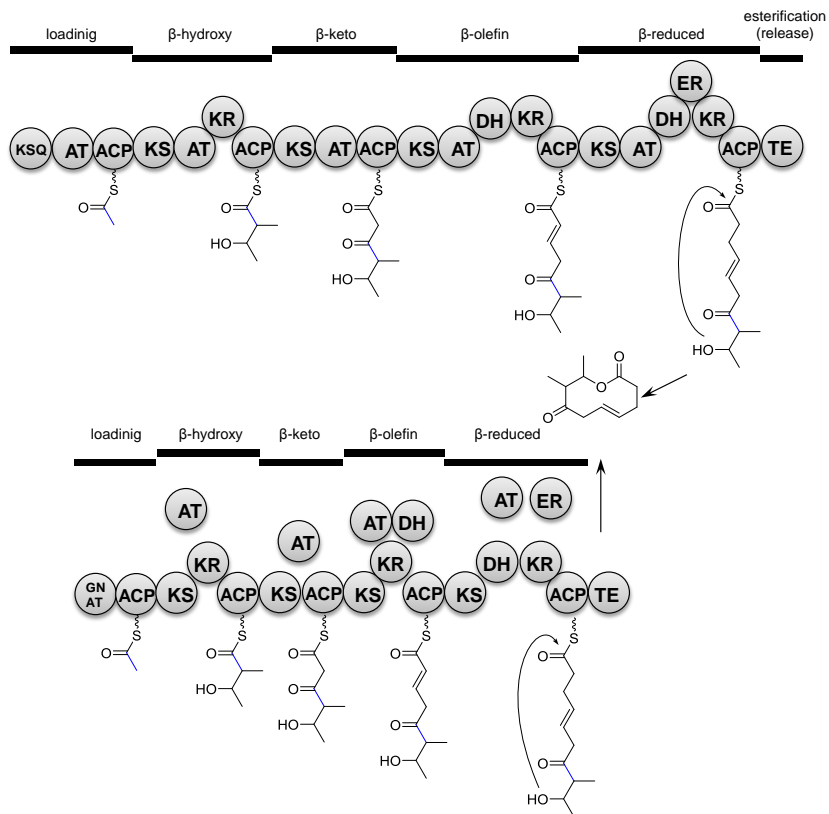 loadinig β-hydroxy β-keto β-olefin β-reduced esterification
(release)
ER
KR DH KR DH KR
KSQ AT ACP KS AT ACP KS AT ACP KS AT ACP KS AT ACP TE
S S S S S
O O O O O
HO O O O
HO HO HO
O
O
O
loadinig β-hydroxy β-keto β-olefin β-reduced
AT AT AT DH AT ER
KR KR DH KR
GN
AT ACP KS ACP KS ACP KS ACP KS ACP TE
S S S S S
O O O O O
HO O O O
HO HO HO